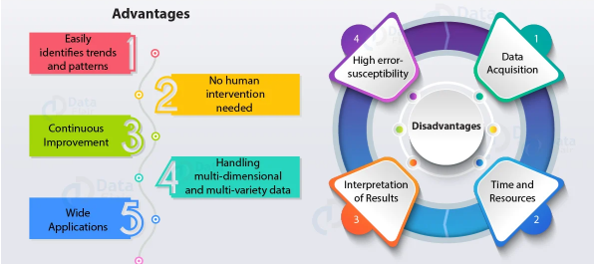 Advantages
Easily
identifies trends
and patterns
1
2
No human
intervention
needed
Continuous
Improvement
3
4
Handling
multi-dimensional
and multi-variety data
Wide
Applications
5
Disadvantages
1
Data
Acquisition
2
Time and
Resources
3
Interpretation
of Results
4
High error-
susceptibility